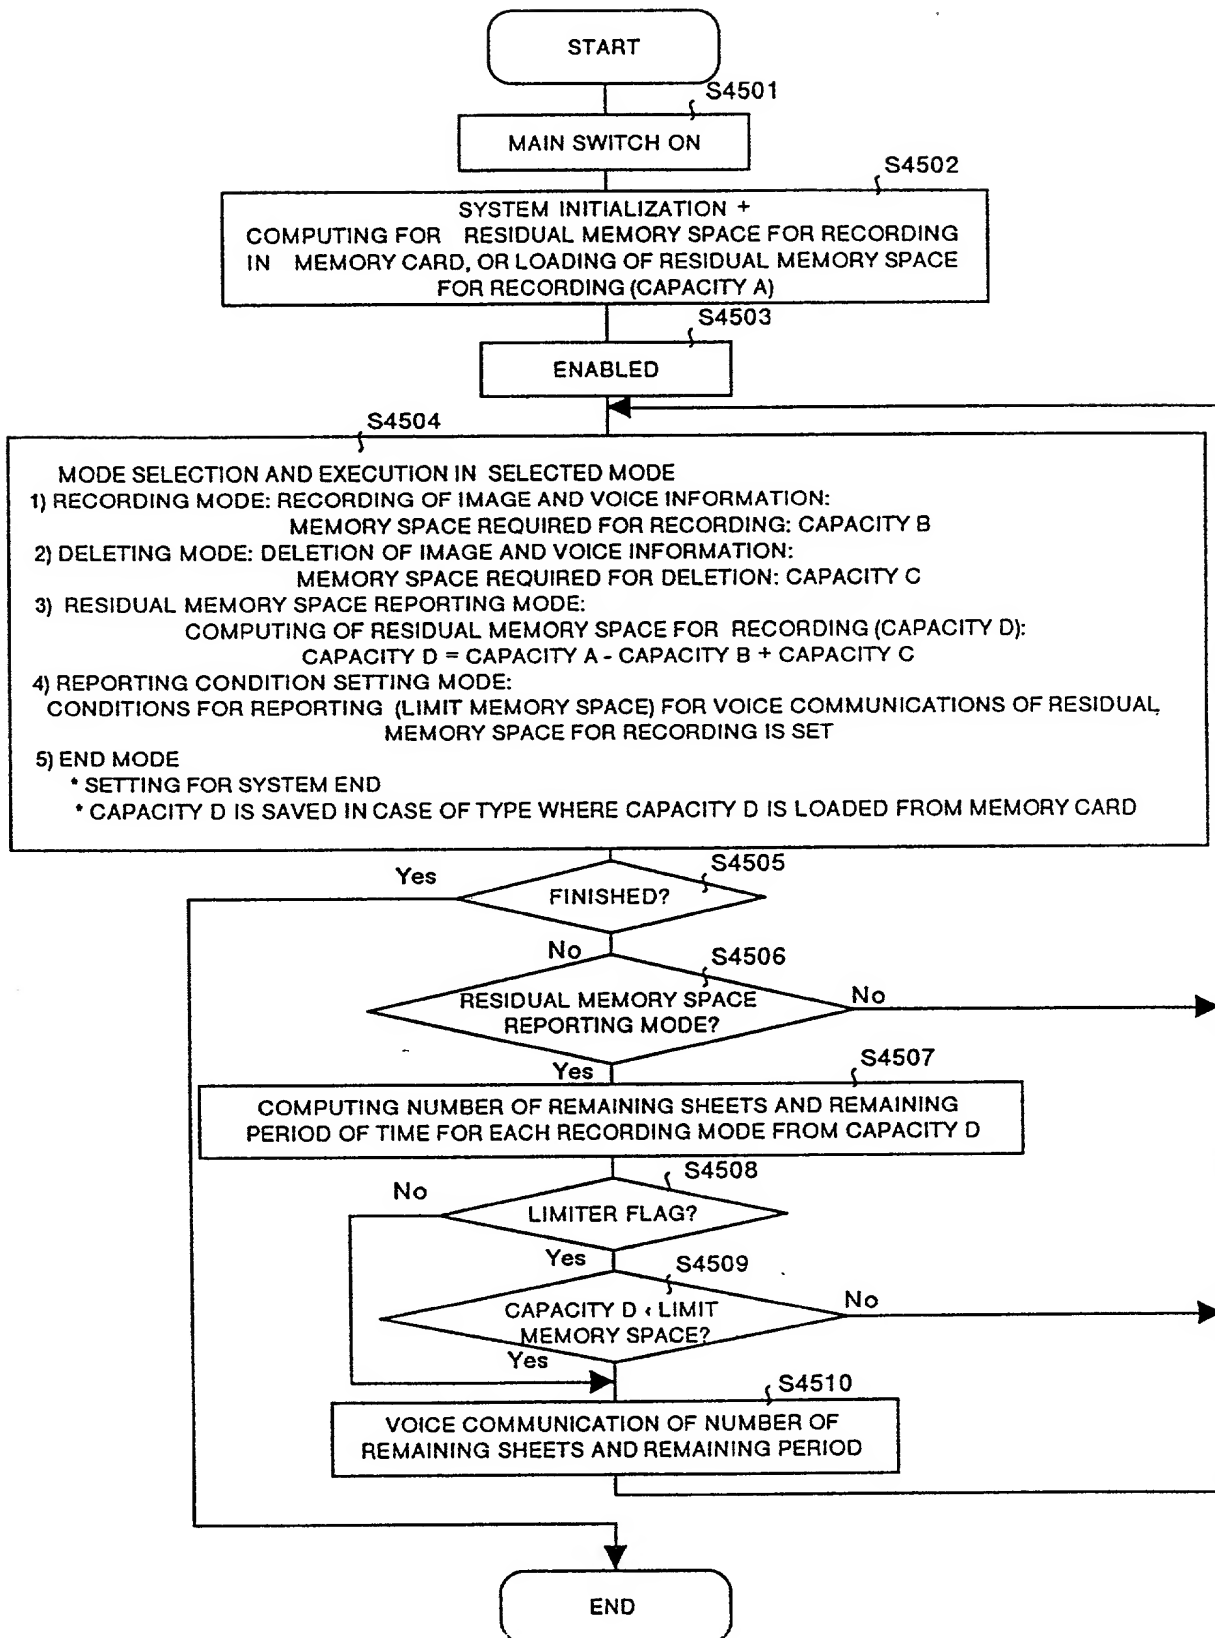 START
S4501
MAIN SWITCH ON
S4502
SYSTEM INITIALIZATION +
COMPUTING FOR RESIDUAL MEMORY SPACE FOR RECORDING
IN MEMORY CARD, OR LOADING OF RESIDUAL MEMORY SPACE
FOR RECORDING (CAPACITY A)
S4503
ENABLED
S4504
MODE SELECTION AND EXECUTION IN SELECTED MODE
1) RECORDING MODE: RECORDING OF IMAGE AND VOICE INFORMATION:
MEMORY SPACE REQUIRED FOR RECORDING: CAPACITY B
2) DELETING MODE: DELETION OF IMAGE AND VOICE INFORMATION:
MEMORY SPACE REQUIRED FOR DELETION: CAPACITY C
3) RESIDUAL MEMORY SPACE REPORTING MODE:
COMPUTING OF RESIDUAL MEMORY SPACE FOR RECORDING (CAPACITY D):
CAPACITY D = CAPACITY A - CAPACITY B + CAPACITY C
4) REPORTING CONDITION SETTING MODE:
CONDITIONS FOR REPORTING (LIMIT MEMORY SPACE) FOR VOICE COMMUNICATIONS OF RESIDUAL
MEMORY SPACE FOR RECORDING IS SET
5) END MODE
* SETTING FOR SYSTEM END
* CAPACITY D IS SAVED IN CASE OF TYPE WHERE CAPACITY D IS LOADED FROM MEMORY CARD
S4505
Yes
FINISHED?
No
S4506
RESIDUAL MEMORY SPACE
REPORTING MODE?
No
Yes
S4507
COMPUTING NUMBER OF REMAINING SHEETS AND REMAINING
PERIOD OF TIME FOR EACH RECORDING MODE FROM CAPACITY D
S4508
No
LIMITER FLAG?
Yes
S4509
CAPACITY D < LIMIT
MEMORY SPACE?
No
Yes
S4510
VOICE COMMUNICATION OF NUMBER OF
REMAINING SHEETS AND REMAINING PERIOD
END